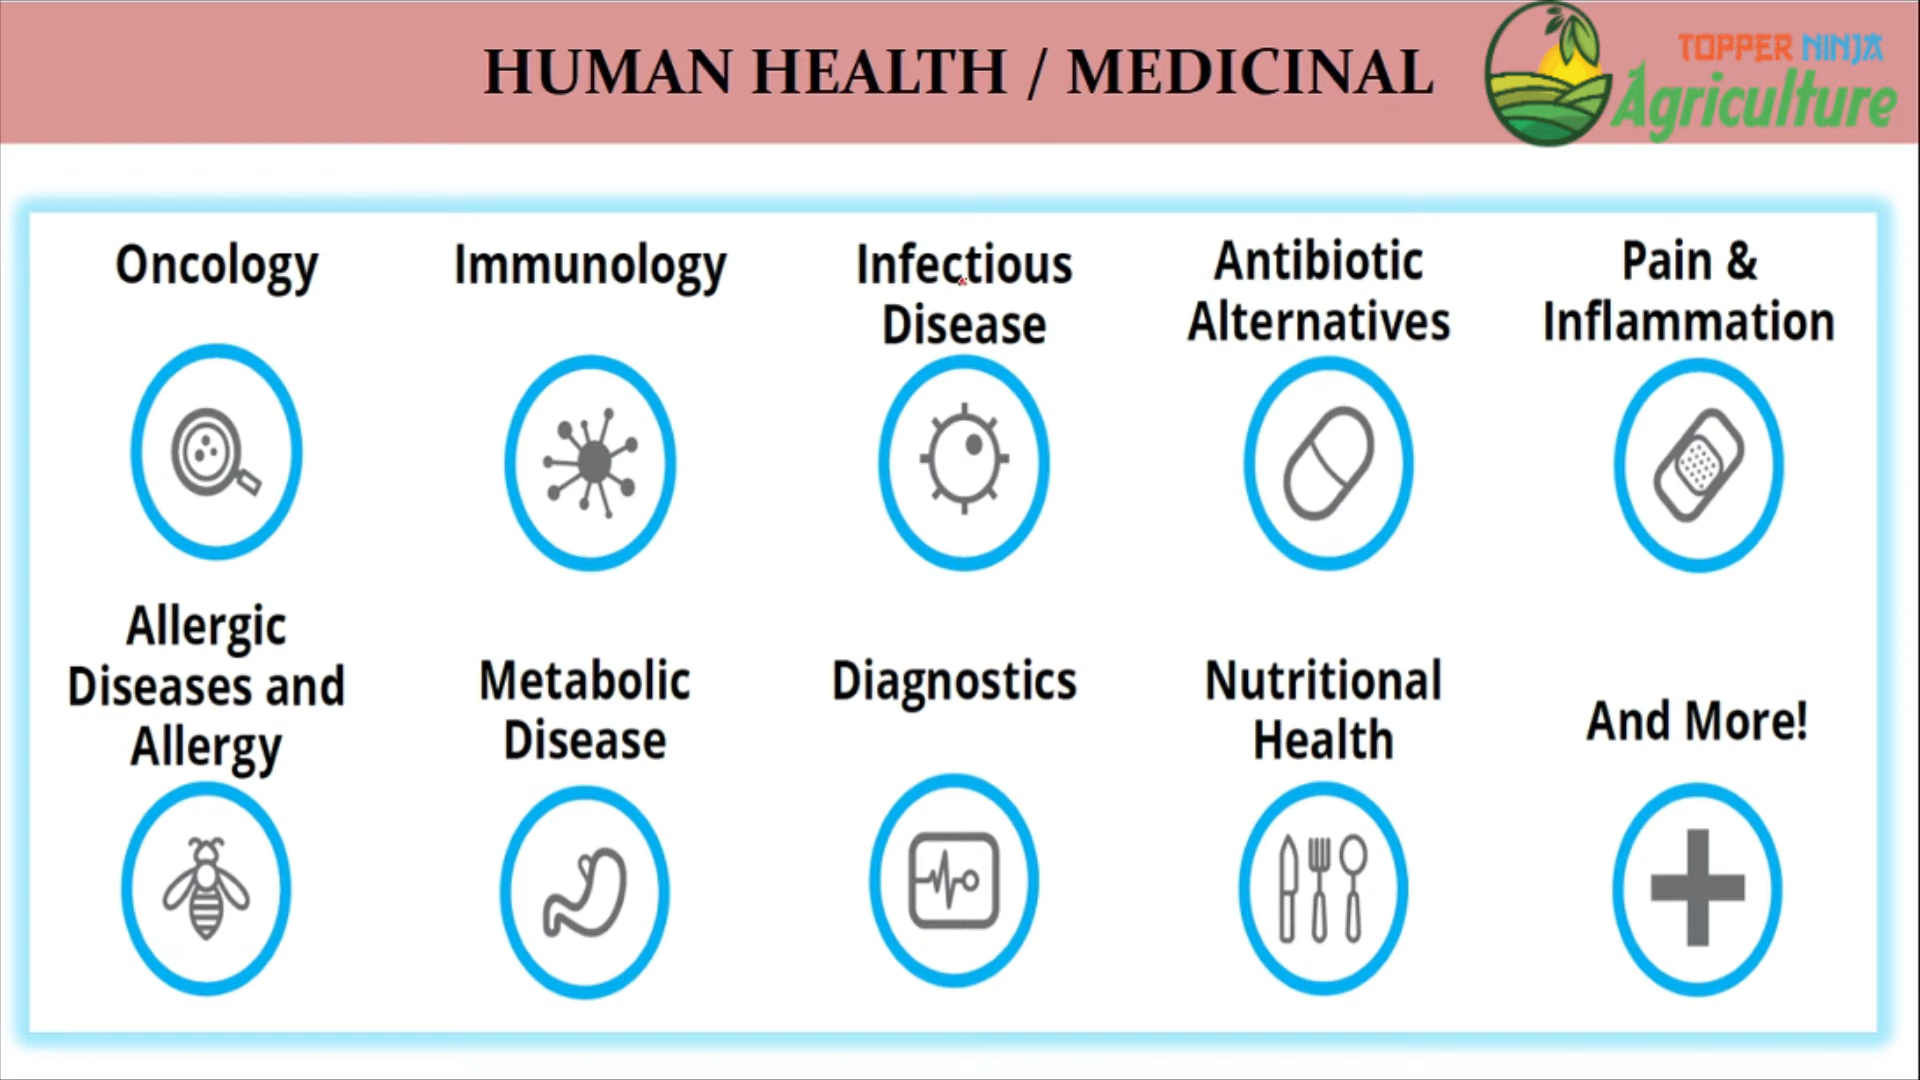 HUMAN HEALTH / MEDICINAL
TOPPER NINJA
Agriculture
Oncology
Immunology
Infectious
Disease
Antibiotic
Alternatives
Pain &
Inflammation
Allergic
Diseases and
Allergy
Metabolic
Disease
Diagnostics
Nutritional
Health
And More!